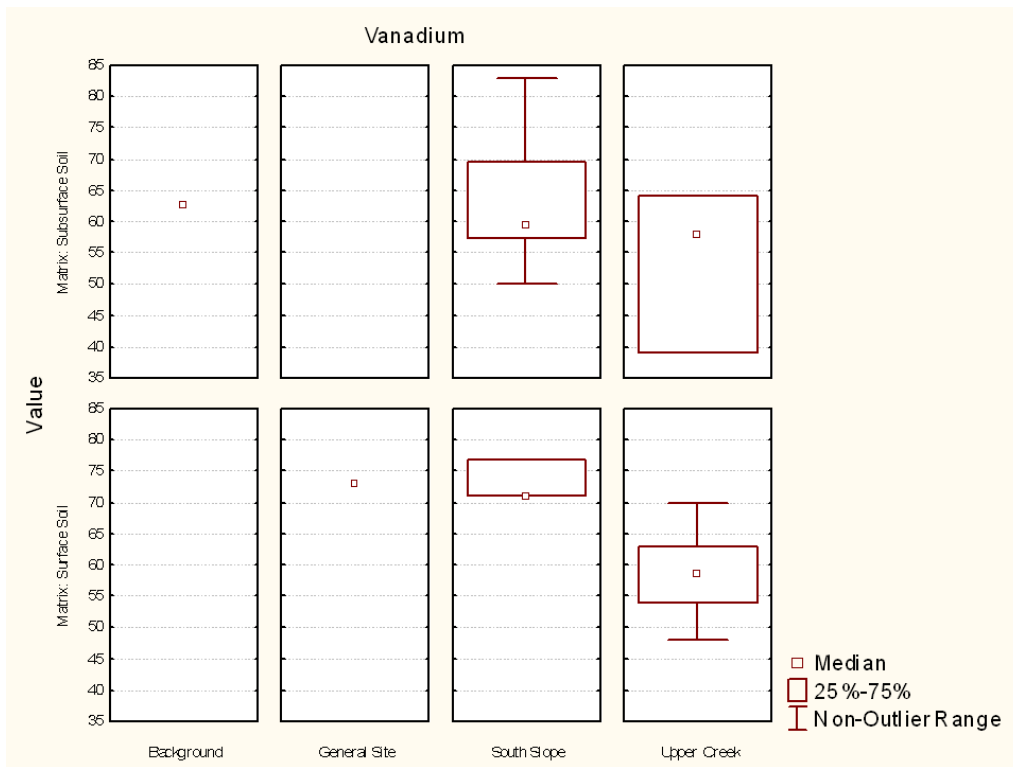 Vanadium
Value
Matrix: Subsurface Soil
85
80
75
70
65
60
55
50
45
40
35
Matrix: Surface Soil
85
80
75
70
65
60
55
50
45
40
35
Background
General Site
South Slope
Upper Creek
Median
25%-75%
Non-Outlier Range